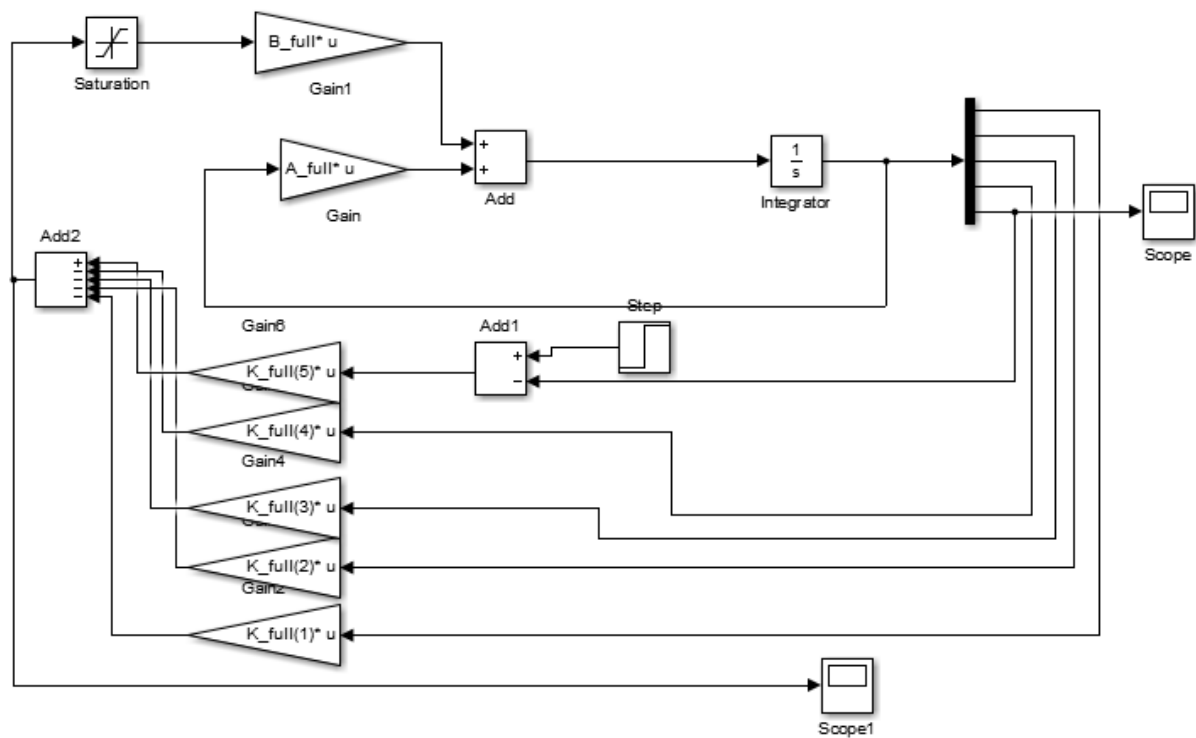 B_full* u
Saturation
Gain1
+
+
A_full* u
1
s
Add
Integrator
Gain
Add2
+
−
−
−
−
Scope
Step
Gain6
Add1
+
−
K_full(5)* u
K_full(4)* u
Gain4
K_full(3)* u
K_full(2)* u
Gain2
K_full(1)* u
Scope1